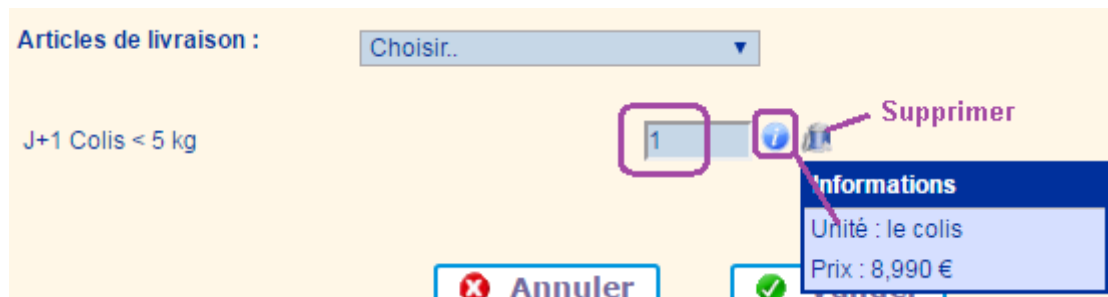 Articles de livraison :
Choisir..
Supprimer
J+1 Colis < 5 kg
1
Informations
Unité : le colis
Prix : 8,990 €
Annuler